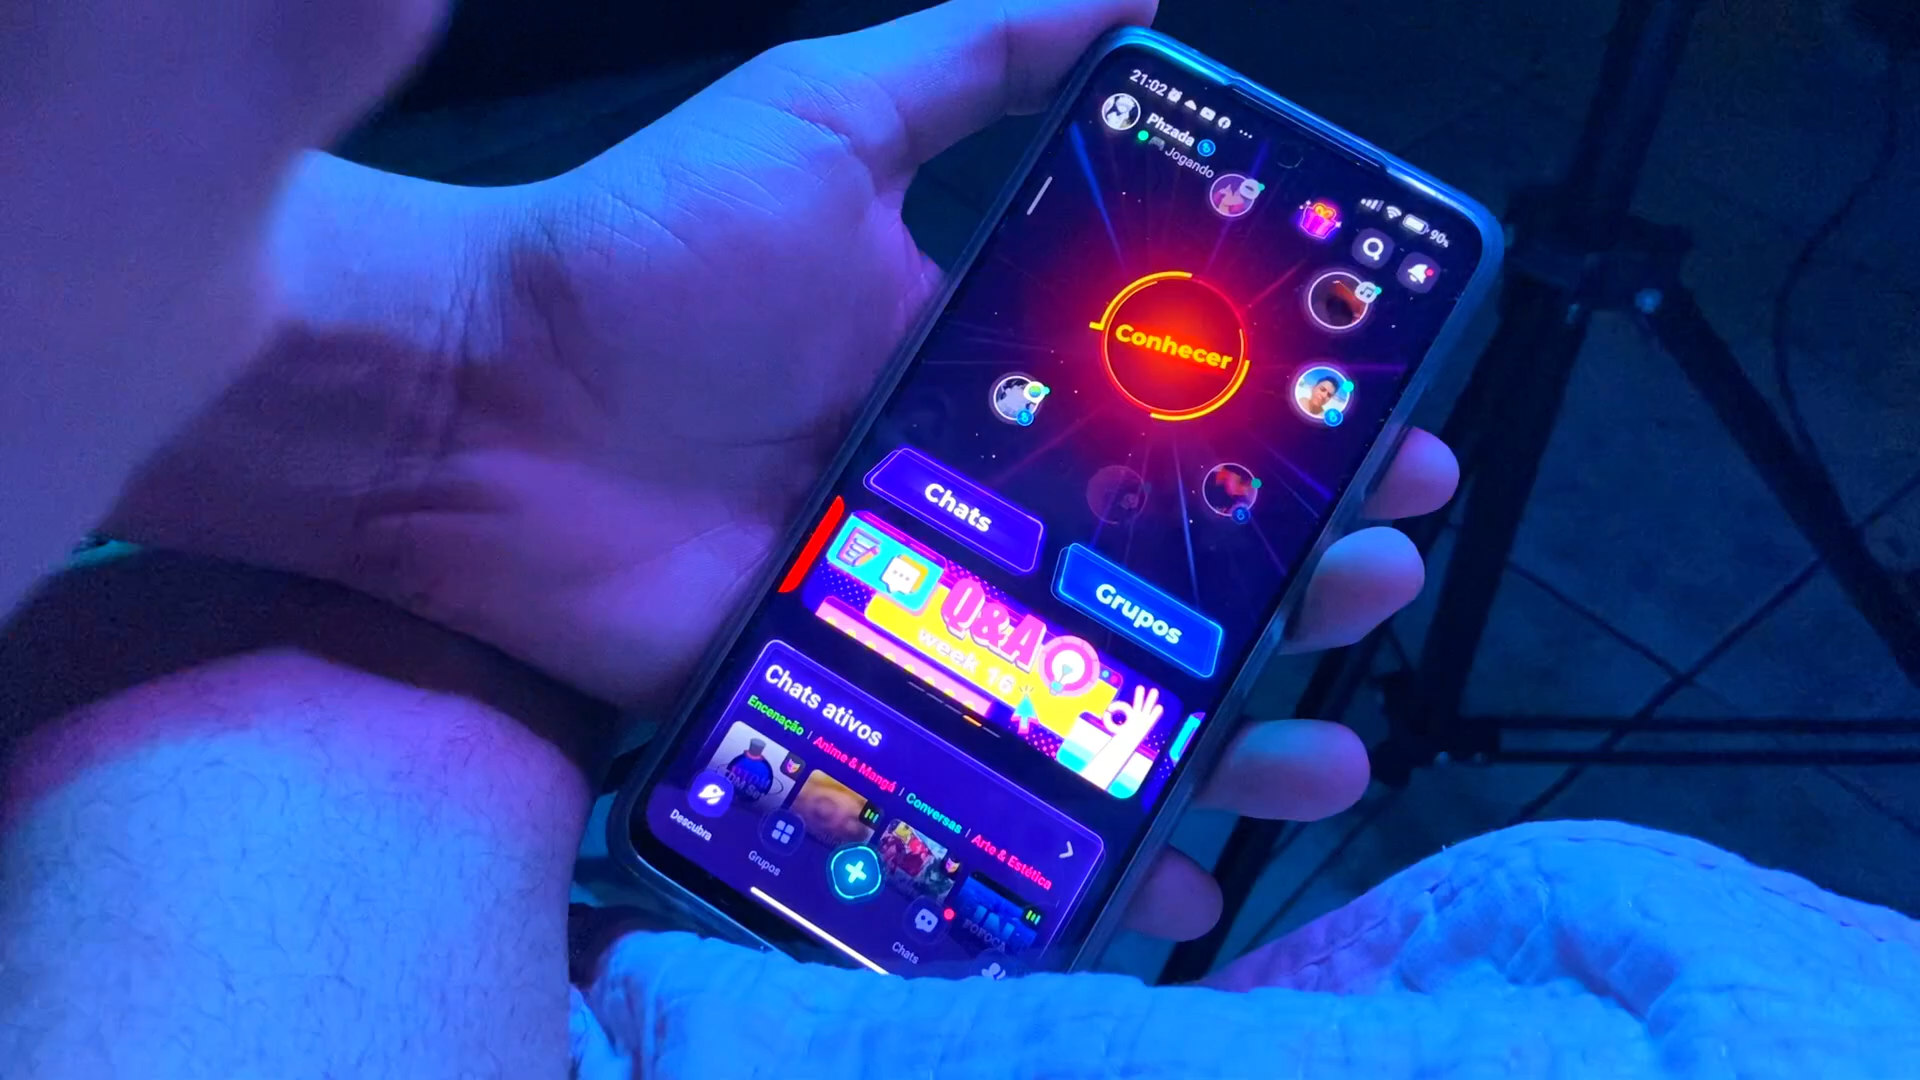 21:02
90%
Phzada
Jogando
Conhecer
Chats
Grupos
Q&A
week 16
Chats ativos
Encenação | Anime & Mangá | Conversas | Arte & Estética
FOFOCA
Descubra
Grupos
Chats